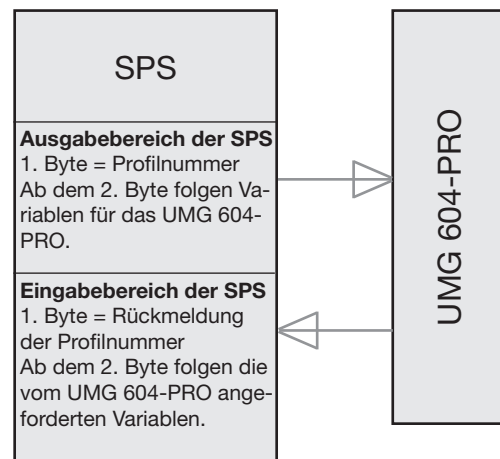 SPS
Ausgabebereich der SPS
1. Byte = Profilnummer
Ab dem 2. Byte folgen Va-
riablen für das UMG 604-
PRO.
Eingabebereich der SPS
1. Byte = Rückmeldung
der Profilnummer
Ab dem 2. Byte folgen die
vom UMG 604-PRO ange-
forderten Variablen.
UMG 604-PRO